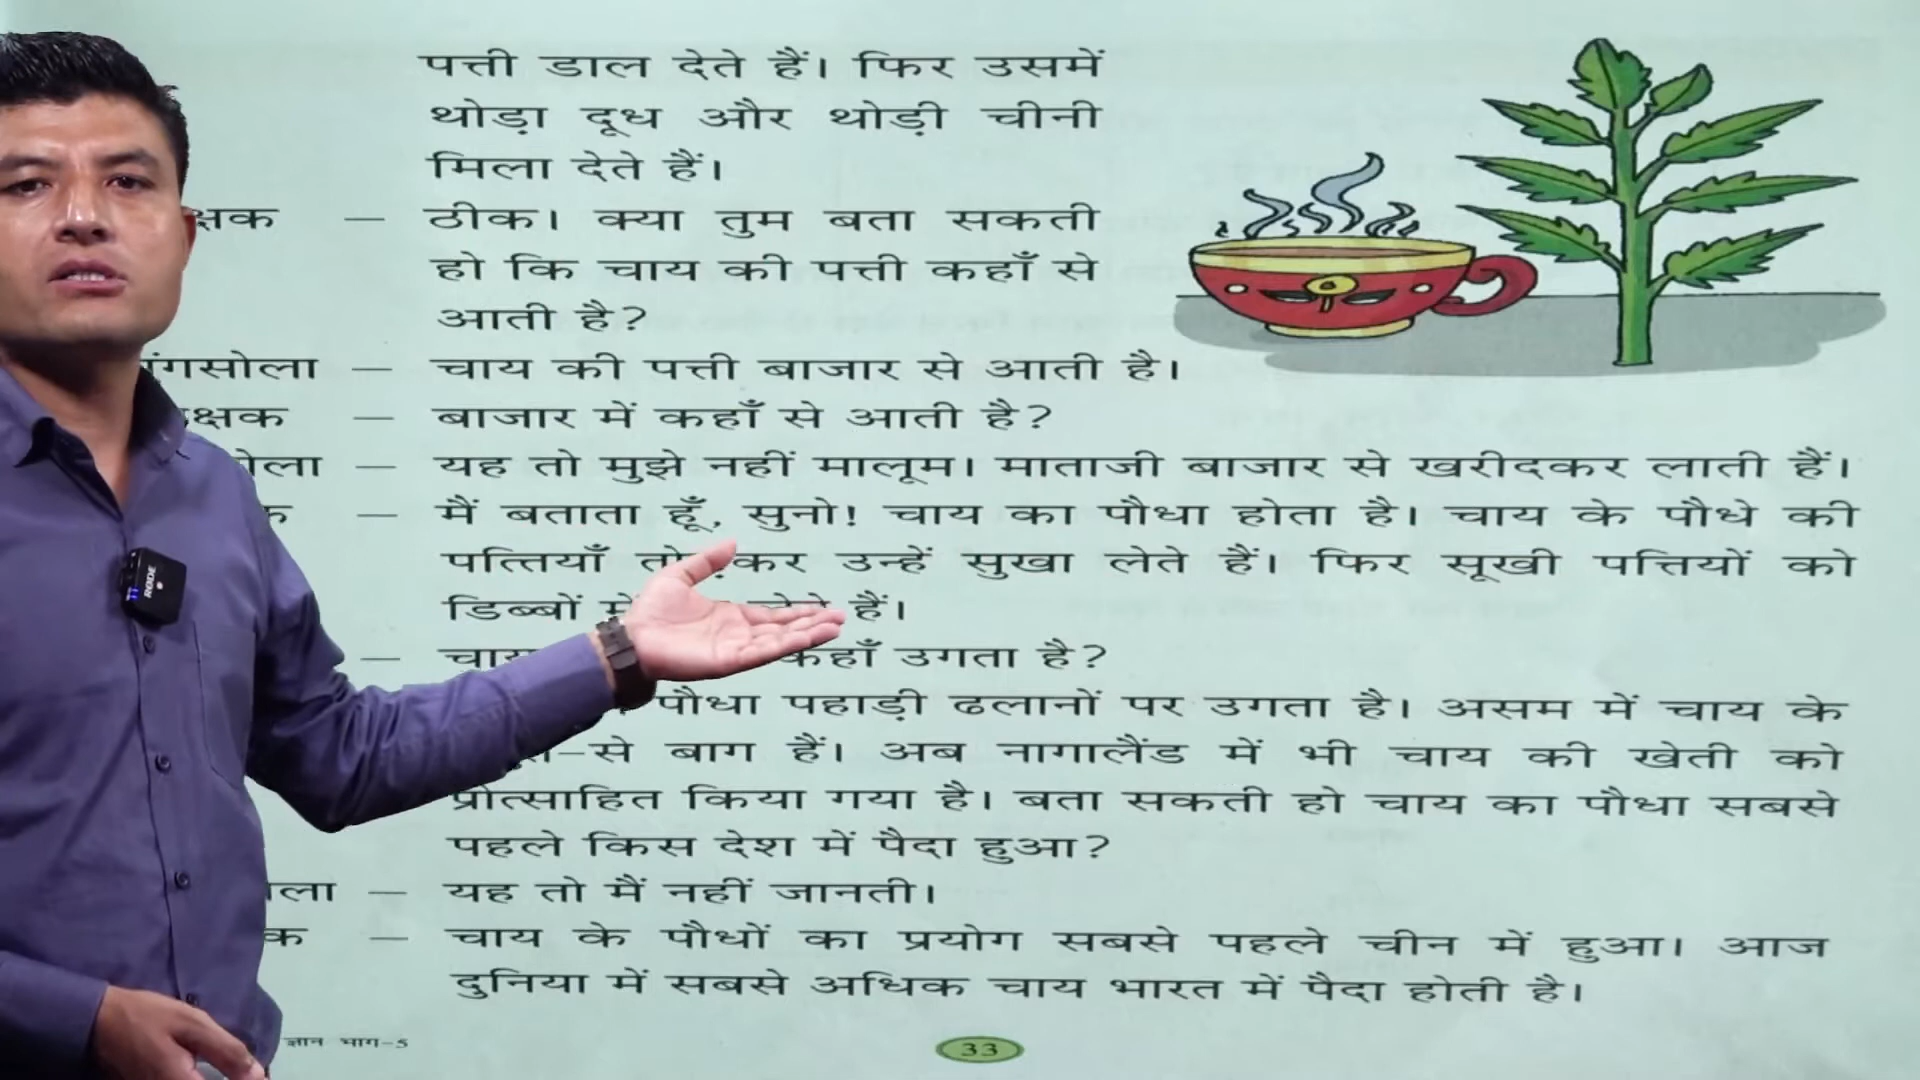 पत्ती डाल देते हैं। फिर उसमें
थोड़ा दूध और थोड़ी चीनी
मिला देते हैं।
क्षक – ठीक। क्या तुम बता सकती
हो कि चाय की पत्ती कहाँ से
आती है?
ंगसोला – चाय की पत्ती बाजार से आती है।
क्षक – बाजार में कहाँ से आती है?
ोला – यह तो मुझे नहीं मालूम। माताजी बाजार से खरीदकर लाती हैं।
क – मैं बताता हूँ, सुनो! चाय का पौधा होता है। चाय के पौधे की
पत्तियाँ कर उन्हें सुखा लेते हैं। फिर सूखी पत्तियों को
डिब्बों में लेते हैं।
– चाय कहाँ उगता है?
पौधा पहाड़ी ढलानों पर उगता है। असम में चाय के
–से बाग हैं। अब नागालैंड में भी चाय की खेती को
प्रोत्साहित किया गया है। बता सकती हो चाय का पौधा सबसे
पहले किस देश में पैदा हुआ?
ला – यह तो मैं नहीं जानती।
क – चाय के पौधों का प्रयोग सबसे पहले चीन में हुआ। आज
दुनिया में सबसे अधिक चाय भारत में पैदा होती है।
ज्ञान भाग–5
33
RODE